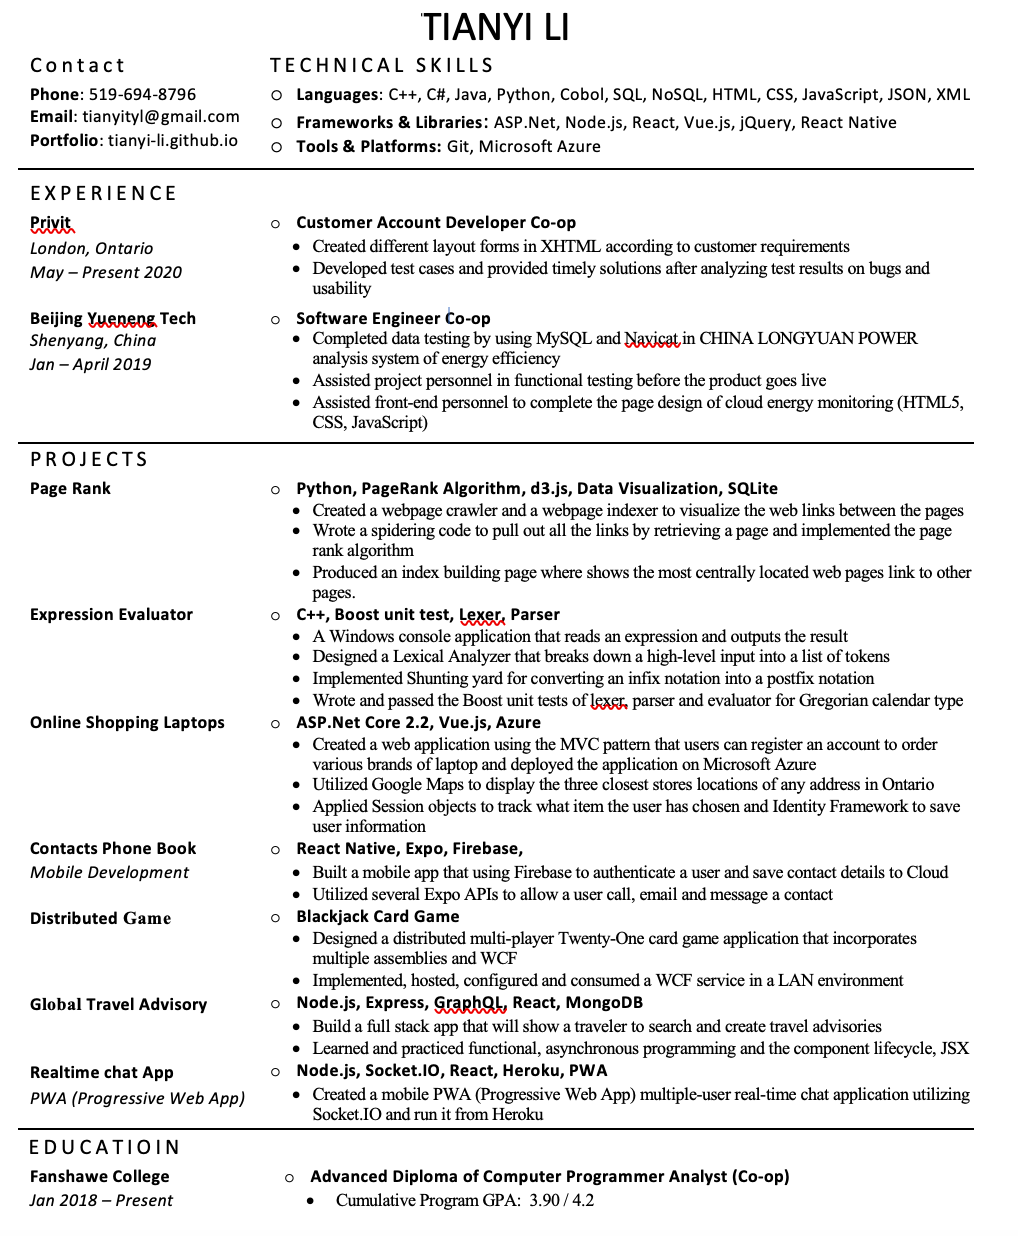 TIANYI LI
Contact
Phone: 519-694-8796
Email: tianyityl@gmail.com
Portfolio: tianyi-li.github.io
TECHNICAL SKILLS
o Languages: C++, C#, Java, Python, Cobol, SQL, NoSQL, HTML, CSS, JavaScript, JSON, XML
o Frameworks & Libraries: ASP.Net, Node.js, React, Vue.js, jQuery, React Native
o Tools & Platforms: Git, Microsoft Azure
EXPERIENCE
Privit
London, Ontario
May – Present 2020
o Customer Account Developer Co-op
• Created different layout forms in XHTML according to customer requirements
• Developed test cases and provided timely solutions after analyzing test results on bugs and
usability
Beijing Yueneng Tech
Shenyang, China
Jan – April 2019
o Software Engineer Co-op
• Completed data testing by using MySQL and Navicat in CHINA LONGYUAN POWER
analysis system of energy efficiency
• Assisted project personnel in functional testing before the product goes live
• Assisted front-end personnel to complete the page design of cloud energy monitoring (HTML5,
CSS, JavaScript)
PROJECTS
Page Rank
o Python, PageRank Algorithm, d3.js, Data Visualization, SQLite
• Created a webpage crawler and a webpage indexer to visualize the web links between the pages
• Wrote a spidering code to pull out all the links by retrieving a page and implemented the page
rank algorithm
• Produced an index building page where shows the most centrally located web pages link to other
pages.
Expression Evaluator
o C++, Boost unit test, Lexer, Parser
• A Windows console application that reads an expression and outputs the result
• Designed a Lexical Analyzer that breaks down a high-level input into a list of tokens
• Implemented Shunting yard for converting an infix notation into a postfix notation
• Wrote and passed the Boost unit tests of lexer, parser and evaluator for Gregorian calendar type
Online Shopping Laptops
o ASP.Net Core 2.2, Vue.js, Azure
• Created a web application using the MVC pattern that users can register an account to order
various brands of laptop and deployed the application on Microsoft Azure
• Utilized Google Maps to display the three closest stores locations of any address in Ontario
• Applied Session objects to track what item the user has chosen and Identity Framework to save
user information
Contacts Phone Book
Mobile Development
o React Native, Expo, Firebase,
• Built a mobile app that using Firebase to authenticate a user and save contact details to Cloud
• Utilized several Expo APIs to allow a user call, email and message a contact
Distributed Game
o Blackjack Card Game
• Designed a distributed multi-player Twenty-One card game application that incorporates
multiple assemblies and WCF
• Implemented, hosted, configured and consumed a WCF service in a LAN environment
Global Travel Advisory
o Node.js, Express, GraphQL, React, MongoDB
• Build a full stack app that will show a traveler to search and create travel advisories
• Learned and practiced functional, asynchronous programming and the component lifecycle, JSX
Realtime chat App
PWA (Progressive Web App)
o Node.js, Socket.IO, React, Heroku, PWA
• Created a mobile PWA (Progressive Web App) multiple-user real-time chat application utilizing
Socket.IO and run it from Heroku
EDUCATIOIN
Fanshawe College
Jan 2018 – Present
o Advanced Diploma of Computer Programmer Analyst (Co-op)
• Cumulative Program GPA: 3.90 / 4.2